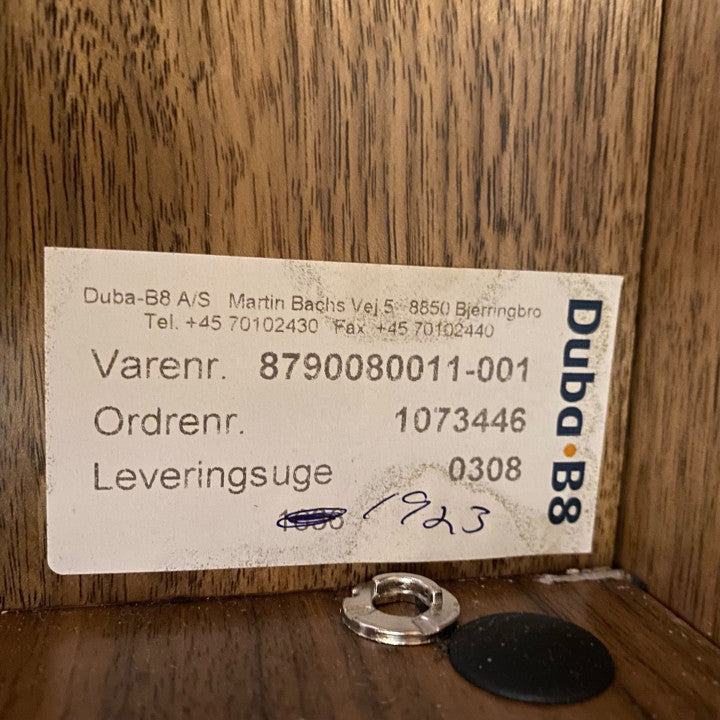 Duba-B8 A/S Martin Bachs Vej 5 8850 Bjerringbro
Tel. +45 70102430 Fax +45 70102440
Varenr. 8790080011-001
Ordrenr. 1073446
Leveringsuge 0308
1923
Duba·B8